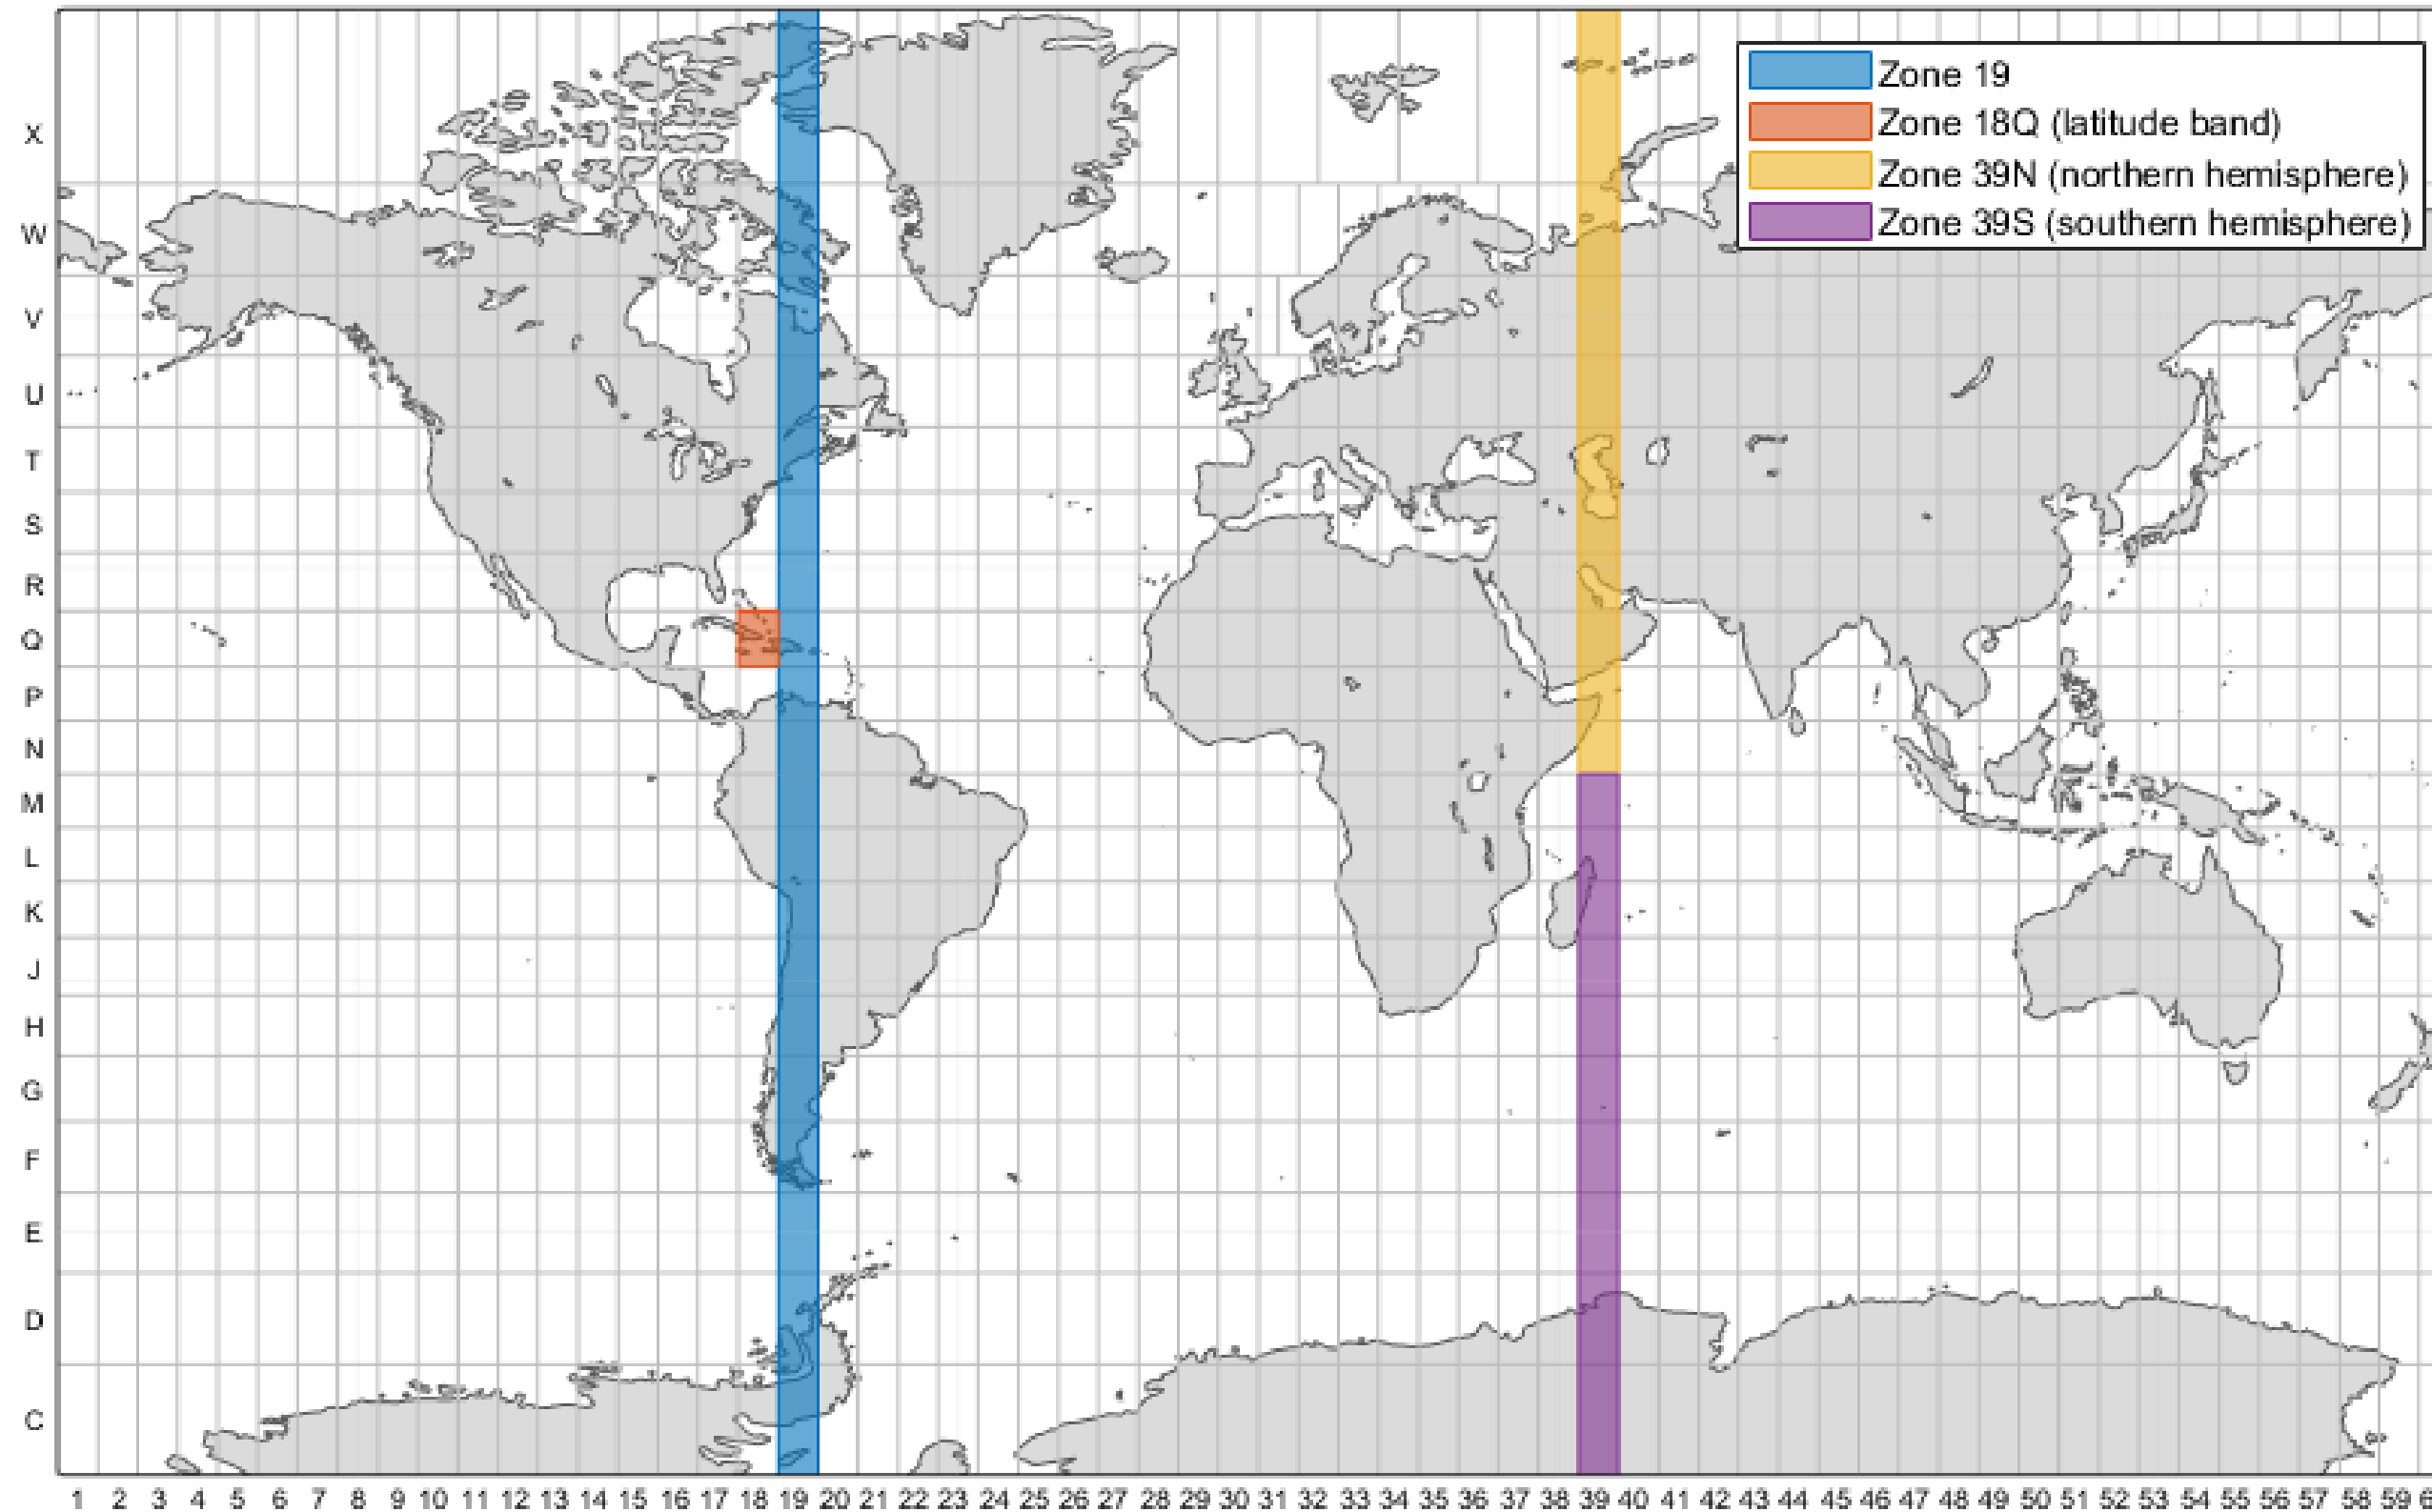 Zone 19
Zone 18Q (latitude band)
Zone 39N (northern hemisphere)
Zone 39S (southern hemisphere)
X
W
V
U
T
S
R
Q
P
N
M
L
K
J
H
G
F
E
D
C
1 2 3 4 5 6 7 8 9 10 11 12 13 14 15 16 17 18 19 20 21 22 23 24 25 26 27 28 29 30 31 32 33 34 35 36 37 38 39 40 41 42 43 44 45 46 47 48 49 50 51 52 53 54 55 56 57 58 59